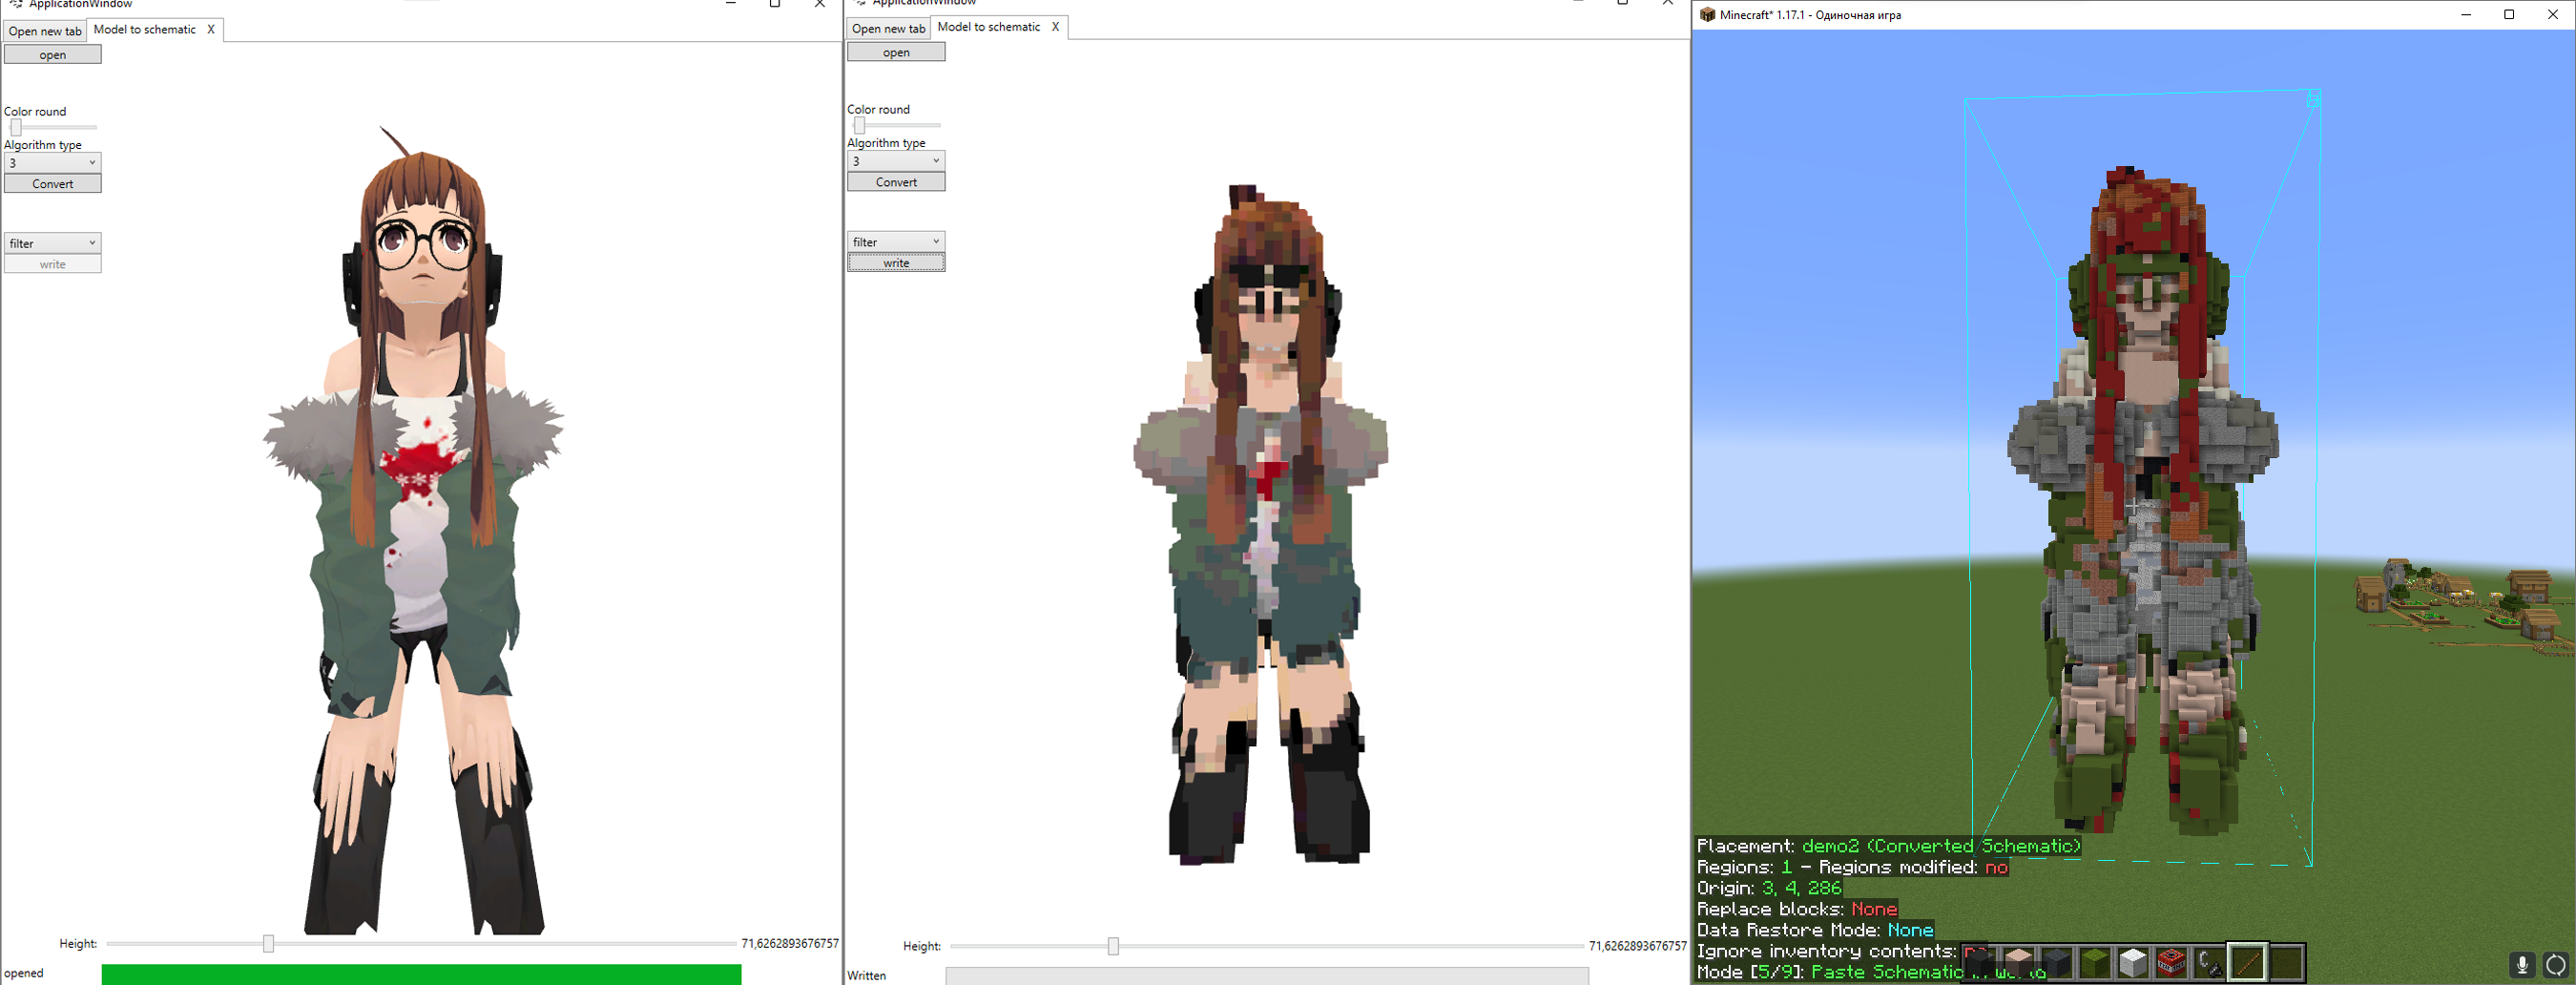 ApplicationWindow
Open new tab
Model to schematic X
open
Color round
Algorithm type
3
Convert
filter
write
Height:
71,6262893676757
opened
ApplicationWindow
Open new tab
Model to schematic X
open
Color round
Algorithm type
3
Convert
filter
write
Height:
71,6262893676757
Written
Minecraft* 1.17.1 - Одиночная игра
Placement: demo2 (Converted Schematic)
Regions: 1 - Regions modified: no
Origin: 3, 4, 286
Replace blocks: None
Data Restore Mode: None
Ignore inventory contents: no
Mode [5/9]: Paste Schematic in world